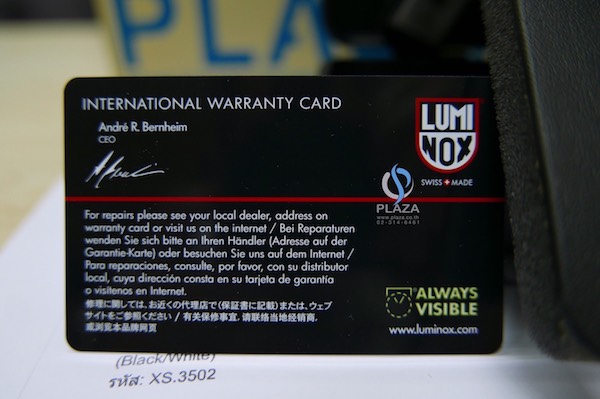 PLAZ
INTERNATIONAL WARRANTY CARD
André R. Bernheim
CEO
LUMI
NOX
SWISS MADE
PLAZA
www.plaza.co.th
02-314-6461
For repairs please see your local dealer, address on
warranty card or visit us on the internet / Bei Reparaturen
wenden Sie sich bitte an Ihren Händler (Adresse auf der
Garantie-Karte) oder besuchen Sie uns auf dem Internet /
Para reparaciones, consulte, por favor, con su distributor
local, cuya dirección consta en su tarjeta de garantía
o visítenos en Internet.
修理に関しては、お近くの代理店で(保証書に記載)または、ウェブ
サイトをご参照ください / 有关保修事宜, 请联络当地经销商,
或浏览本品牌网页
ALWAYS
VISIBLE
www.luminox.com
(Black/White)
รหัส: XS.3502